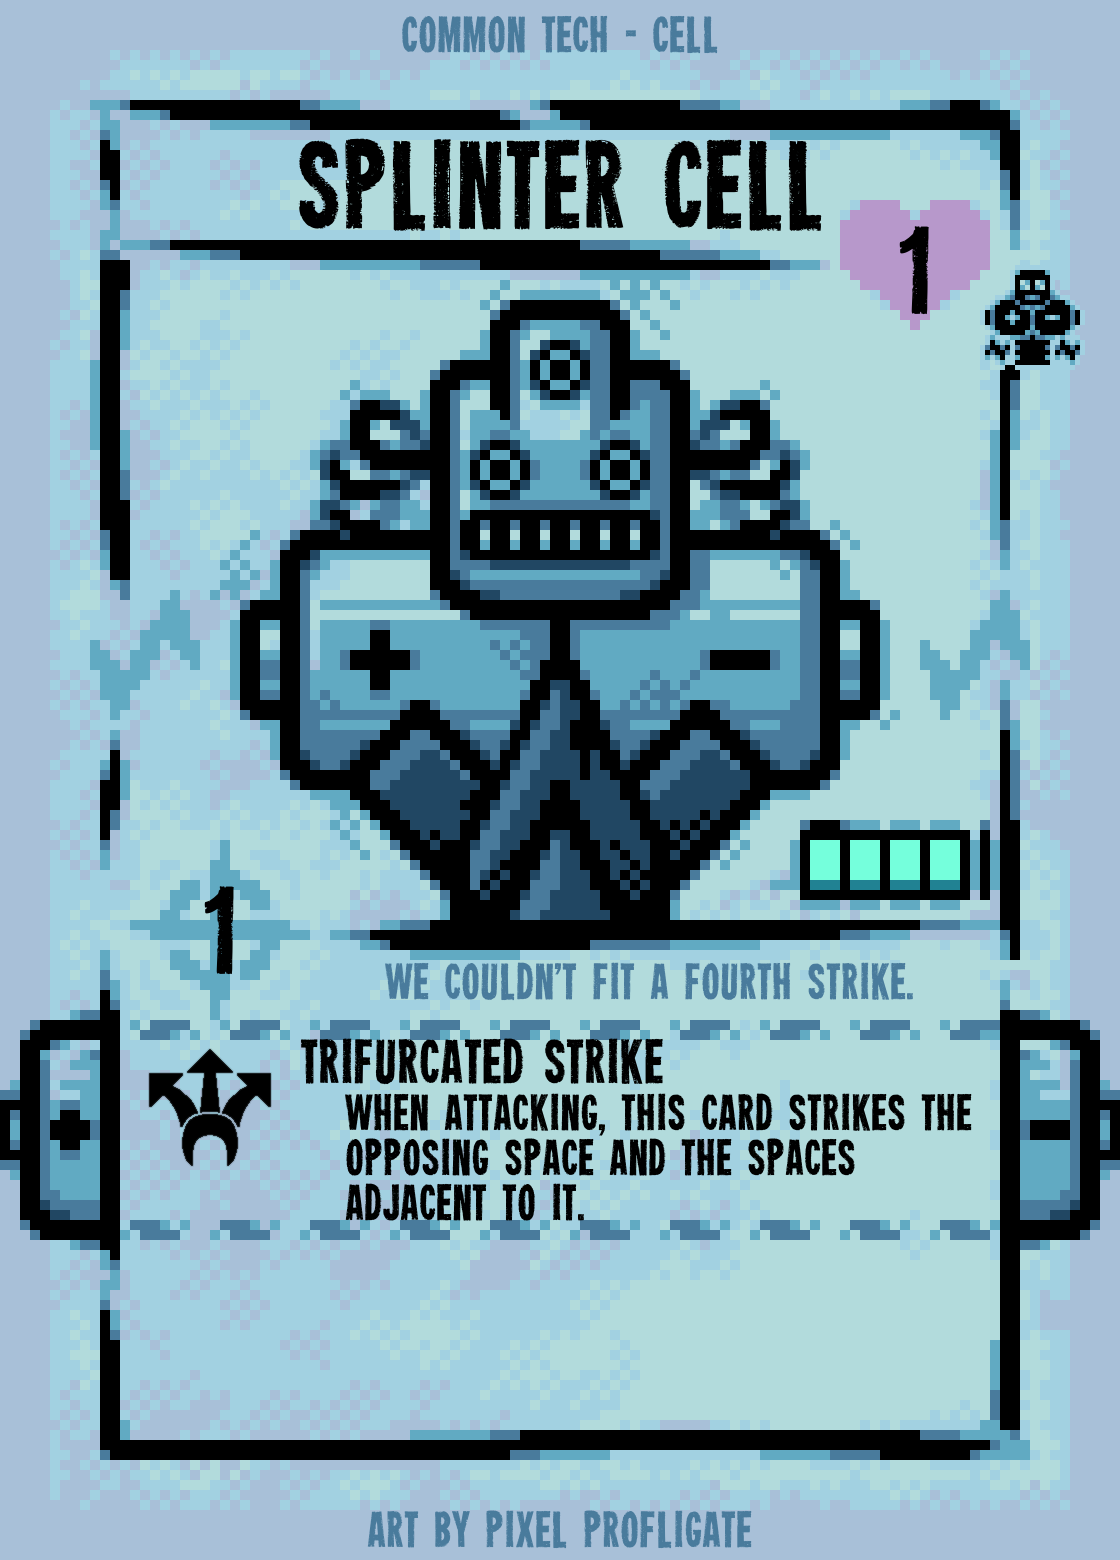 COMMON TECH - CELL
SPLINTER CELL
1
+ -
1
WE COULDN'T FIT A FOURTH STRIKE.
TRIFURCATED STRIKE
WHEN ATTACKING, THIS CARD STRIKES THE
OPPOSING SPACE AND THE SPACES
ADJACENT TO IT.
+ -
ART BY PIXEL PROFLIGATE